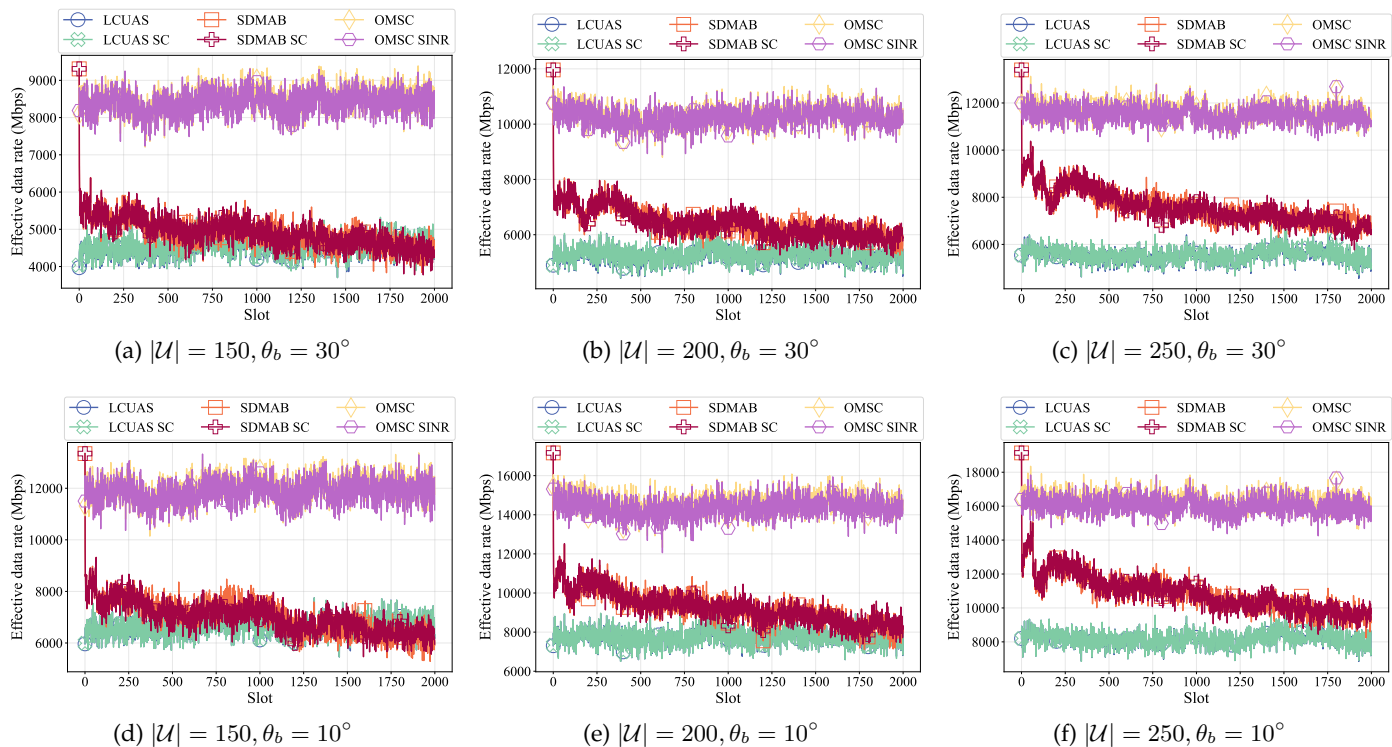 LCUAS SDMAB OMSC
LCUAS SC SDMAB SC OMSC SINR
Effective data rate (Mbps)
9000
8000
7000
6000
5000
4000
0 250 500 750 1000 1250 1500 1750 2000
Slot
(a) |𝒰| = 150, θ_b = 30°
LCUAS SDMAB OMSC
LCUAS SC SDMAB SC OMSC SINR
Effective data rate (Mbps)
12000
10000
8000
6000
0 250 500 750 1000 1250 1500 1750 2000
Slot
(b) |𝒰| = 200, θ_b = 30°
LCUAS SDMAB OMSC
LCUAS SC SDMAB SC OMSC SINR
Effective data rate (Mbps)
12000
10000
8000
6000
4000
0 250 500 750 1000 1250 1500 1750 2000
Slot
(c) |𝒰| = 250, θ_b = 30°
LCUAS SDMAB OMSC
LCUAS SC SDMAB SC OMSC SINR
Effective data rate (Mbps)
12000
10000
8000
6000
0 250 500 750 1000 1250 1500 1750 2000
Slot
(d) |𝒰| = 150, θ_b = 10°
LCUAS SDMAB OMSC
LCUAS SC SDMAB SC OMSC SINR
Effective data rate (Mbps)
16000
14000
12000
10000
8000
6000
0 250 500 750 1000 1250 1500 1750 2000
Slot
(e) |𝒰| = 200, θ_b = 10°
LCUAS SDMAB OMSC
LCUAS SC SDMAB SC OMSC SINR
Effective data rate (Mbps)
18000
16000
14000
12000
10000
8000
0 250 500 750 1000 1250 1500 1750 2000
Slot
(f) |𝒰| = 250, θ_b = 10°